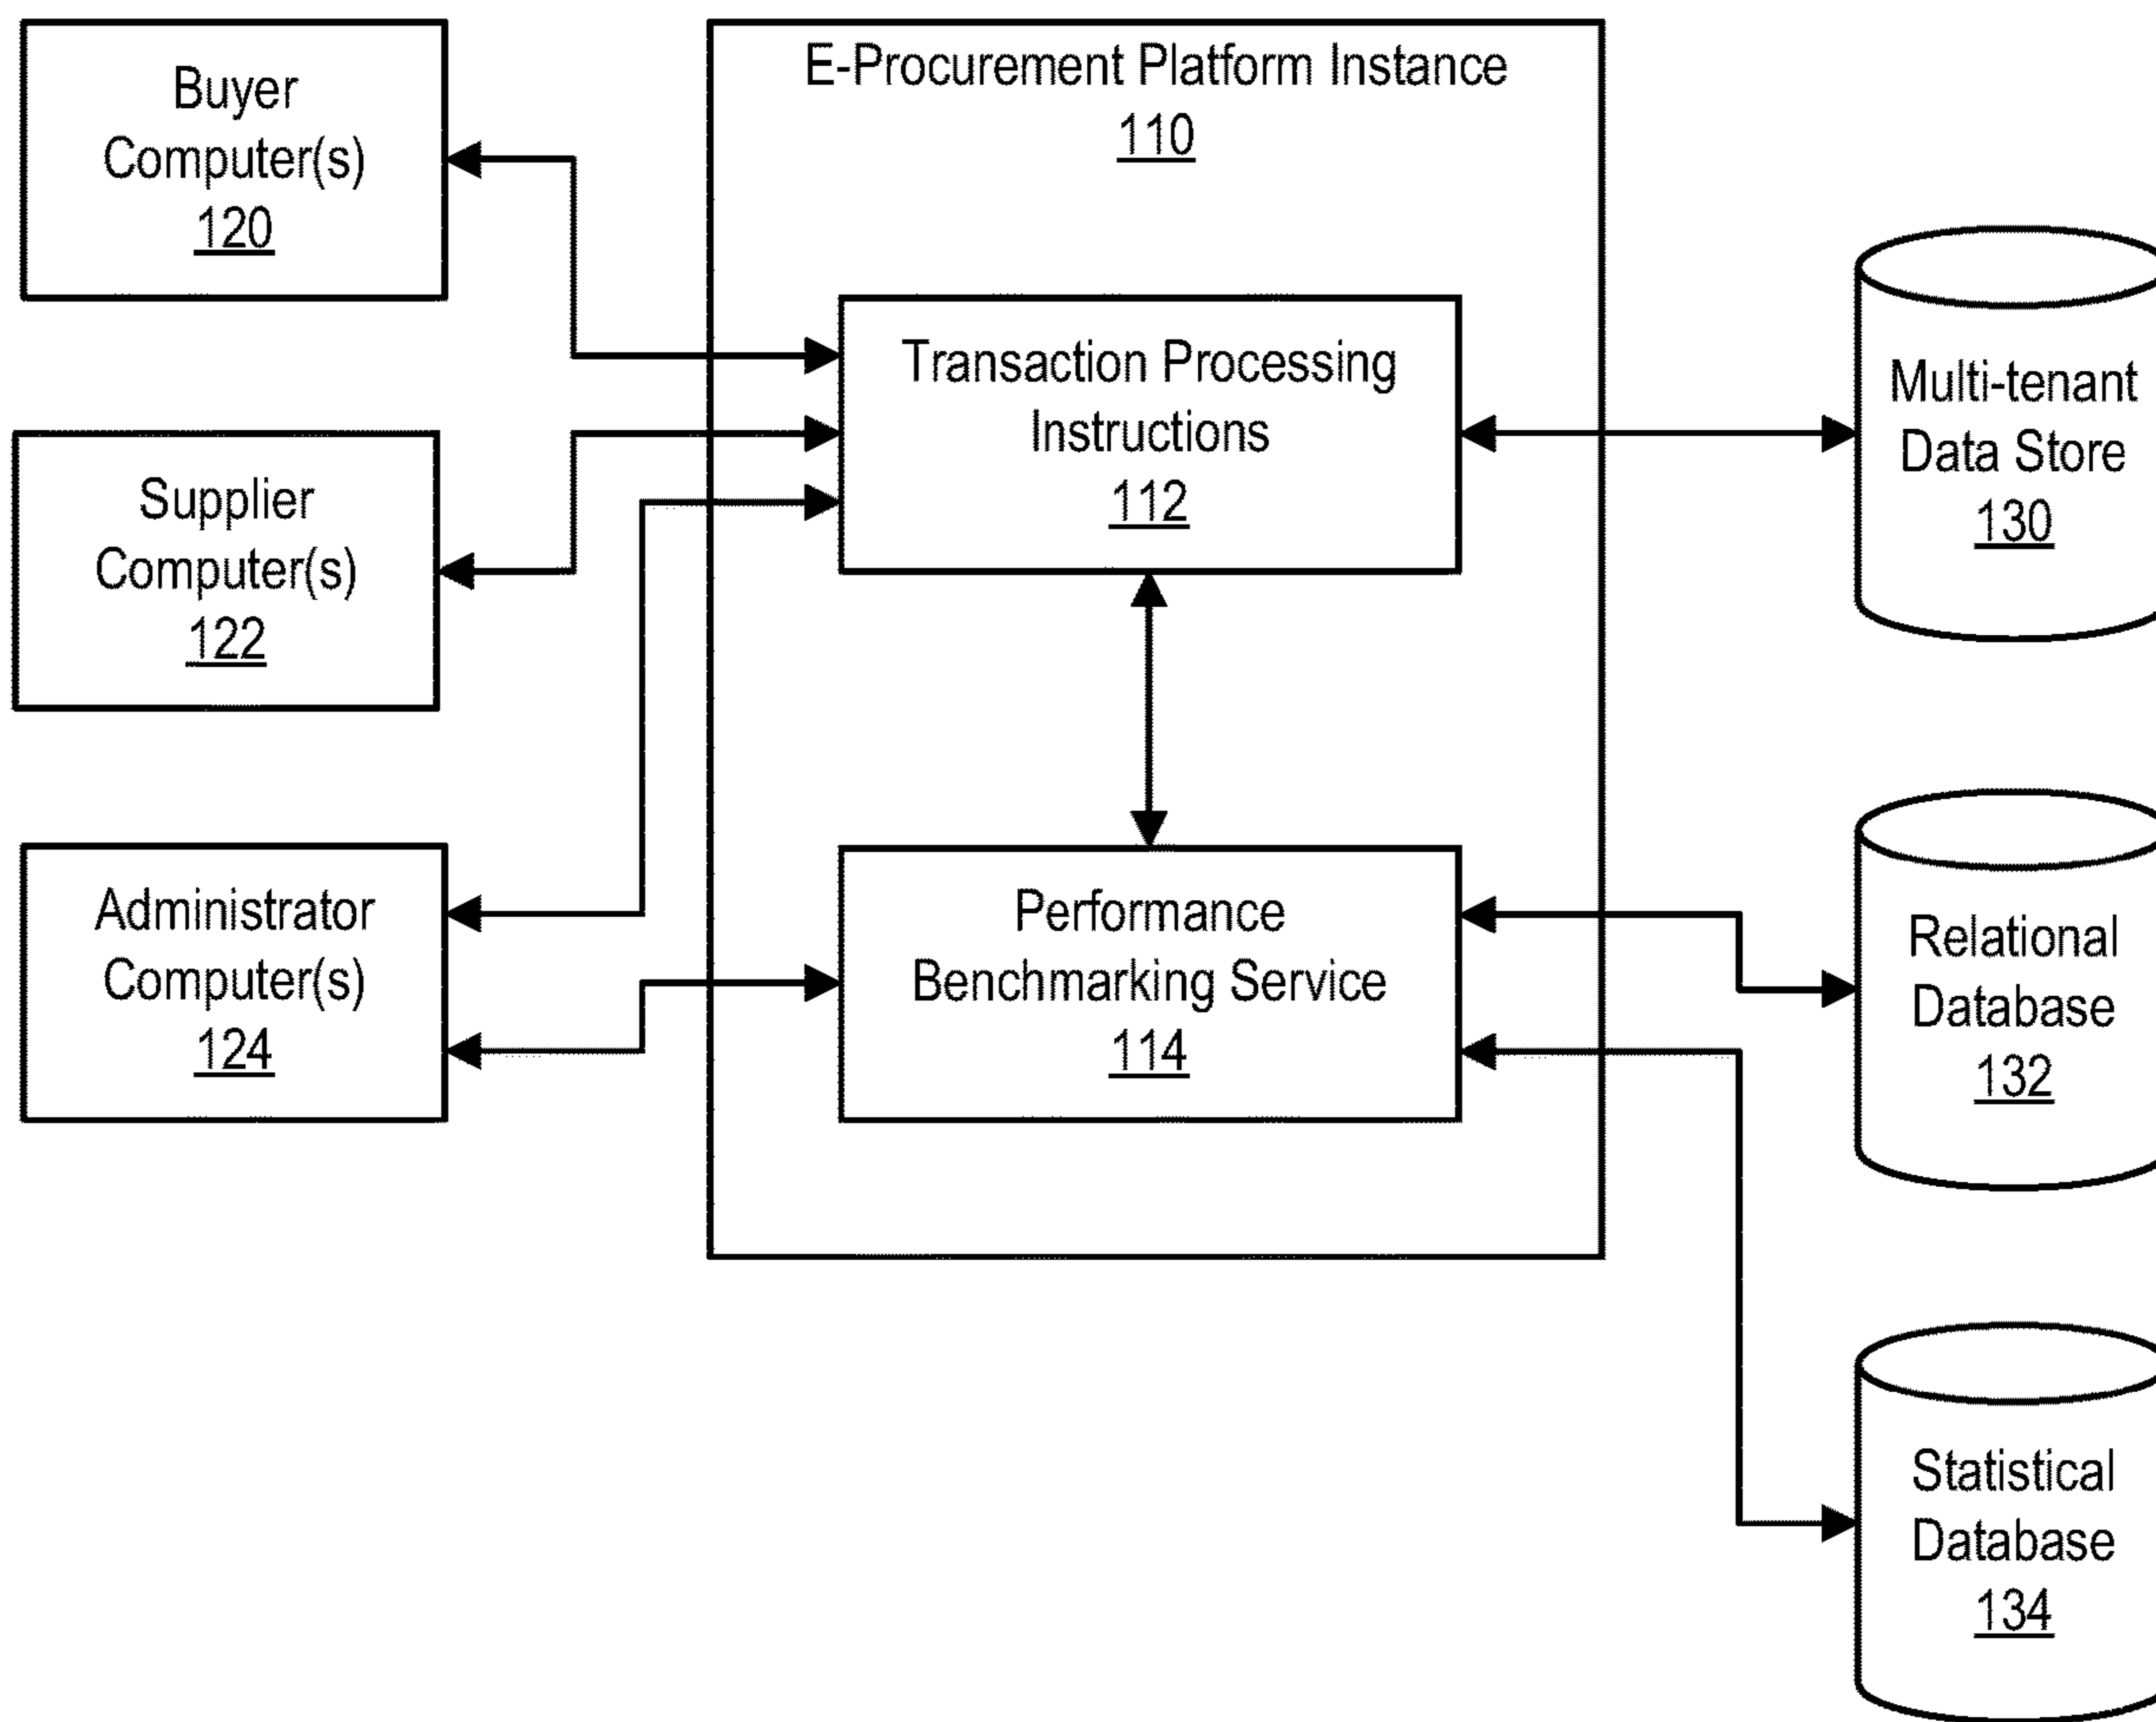 Buyer
Computer(s)
120
Supplier
Computer(s)
122
Administrator
Computer(s)
124
E-Procurement Platform Instance
110
Transaction Processing
Instructions
112
Performance
Benchmarking Service
114
Multi-tenant
Data Store
130
Relational
Database
132
Statistical
Database
134